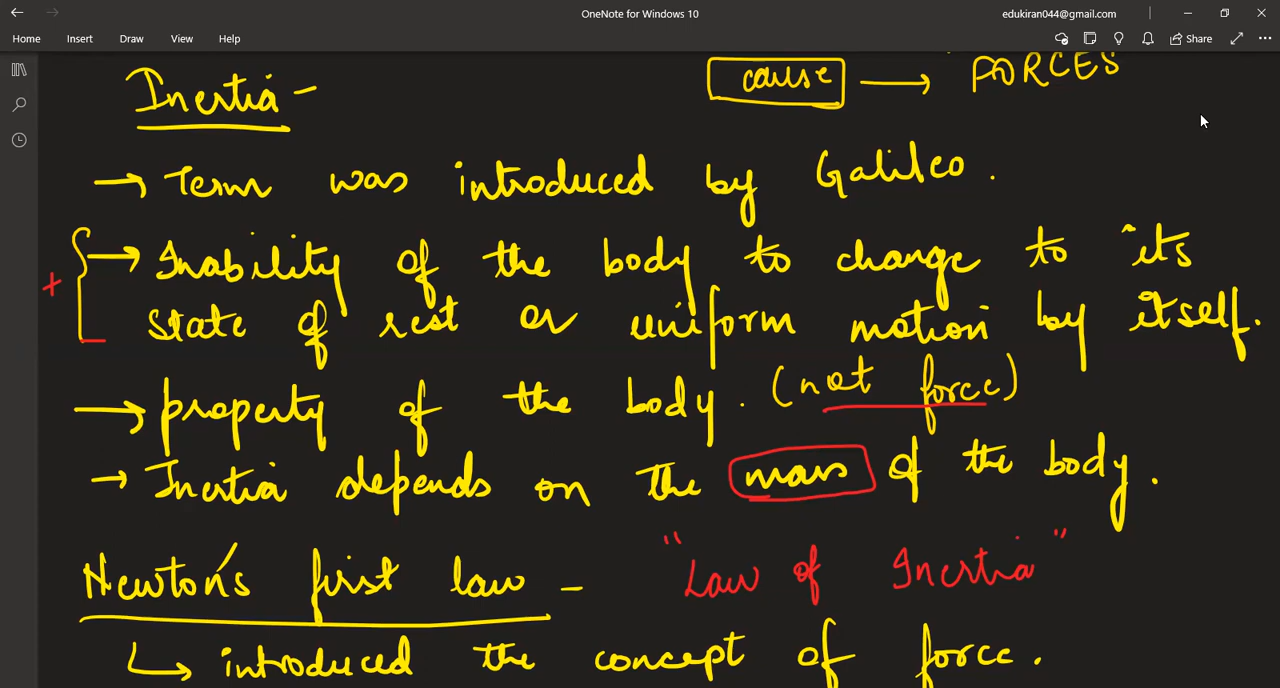 OneNote for Windows 10
edukiran044@gmail.com
Home Insert Draw View Help
Share
Inertia -
cause → FORCES
→ Term was introduced by Galileo.
→ Inability of the body to change to its
+
state of rest or uniform motion by itself.
→ property of the body. (not force)
→ Inertia depends on the mass of the body.
Newton's first law - "Law of Inertia"
↳ introduced the concept of force.